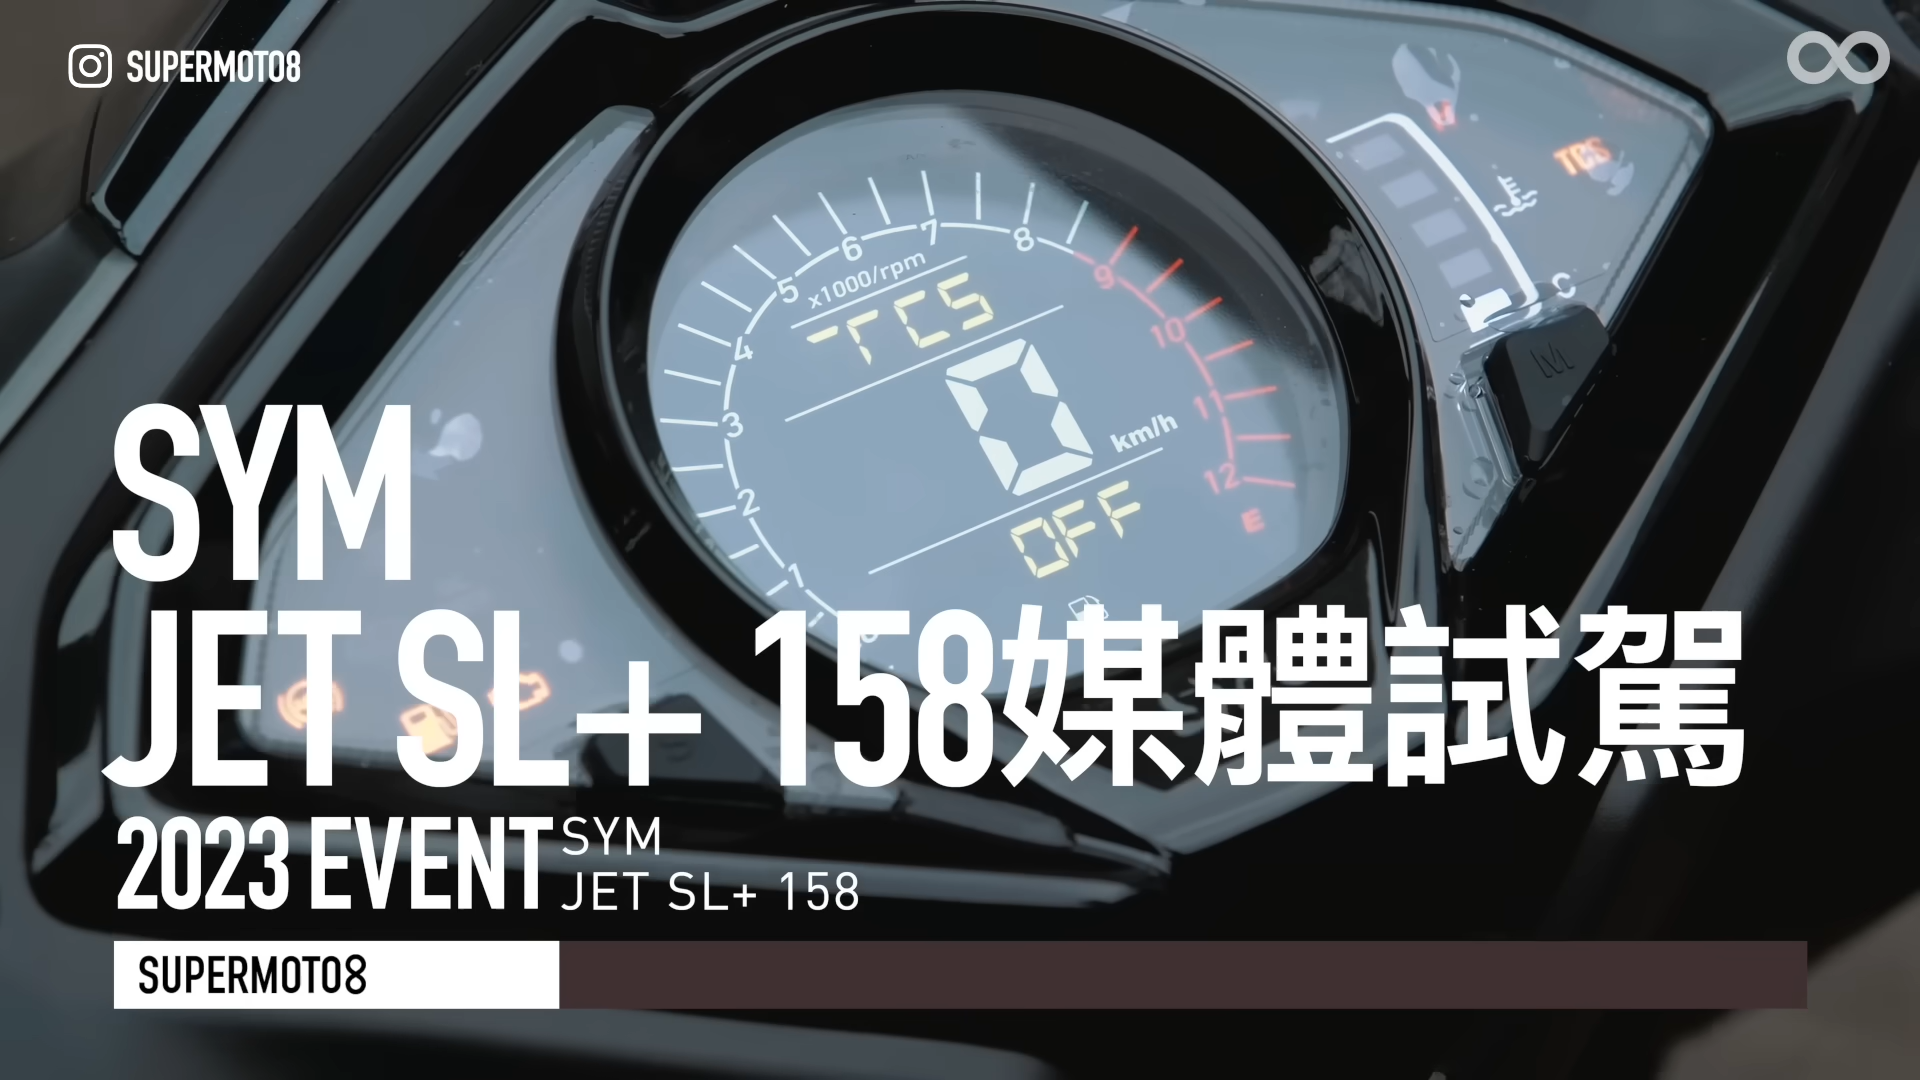 SUPERMOTO8
TCS
C
M
x1000/rpm
1
2
3
4
5
6
7
8
9
10
11
12
TCS
0
km/h
OFF
E
SYM
JET SL+ 158媒體試駕
2023 EVENT
SYM
JET SL+ 158
SUPERMOTO8